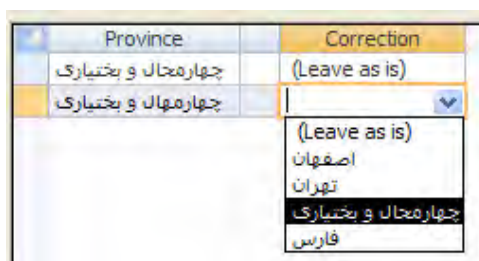 Province Correction
چهارمحال و بختیاری (Leave as is)
چهارمهال و بختیاری
(Leave as is)
اصفهان
تهران
چهارمحال و بختیاری
فارس